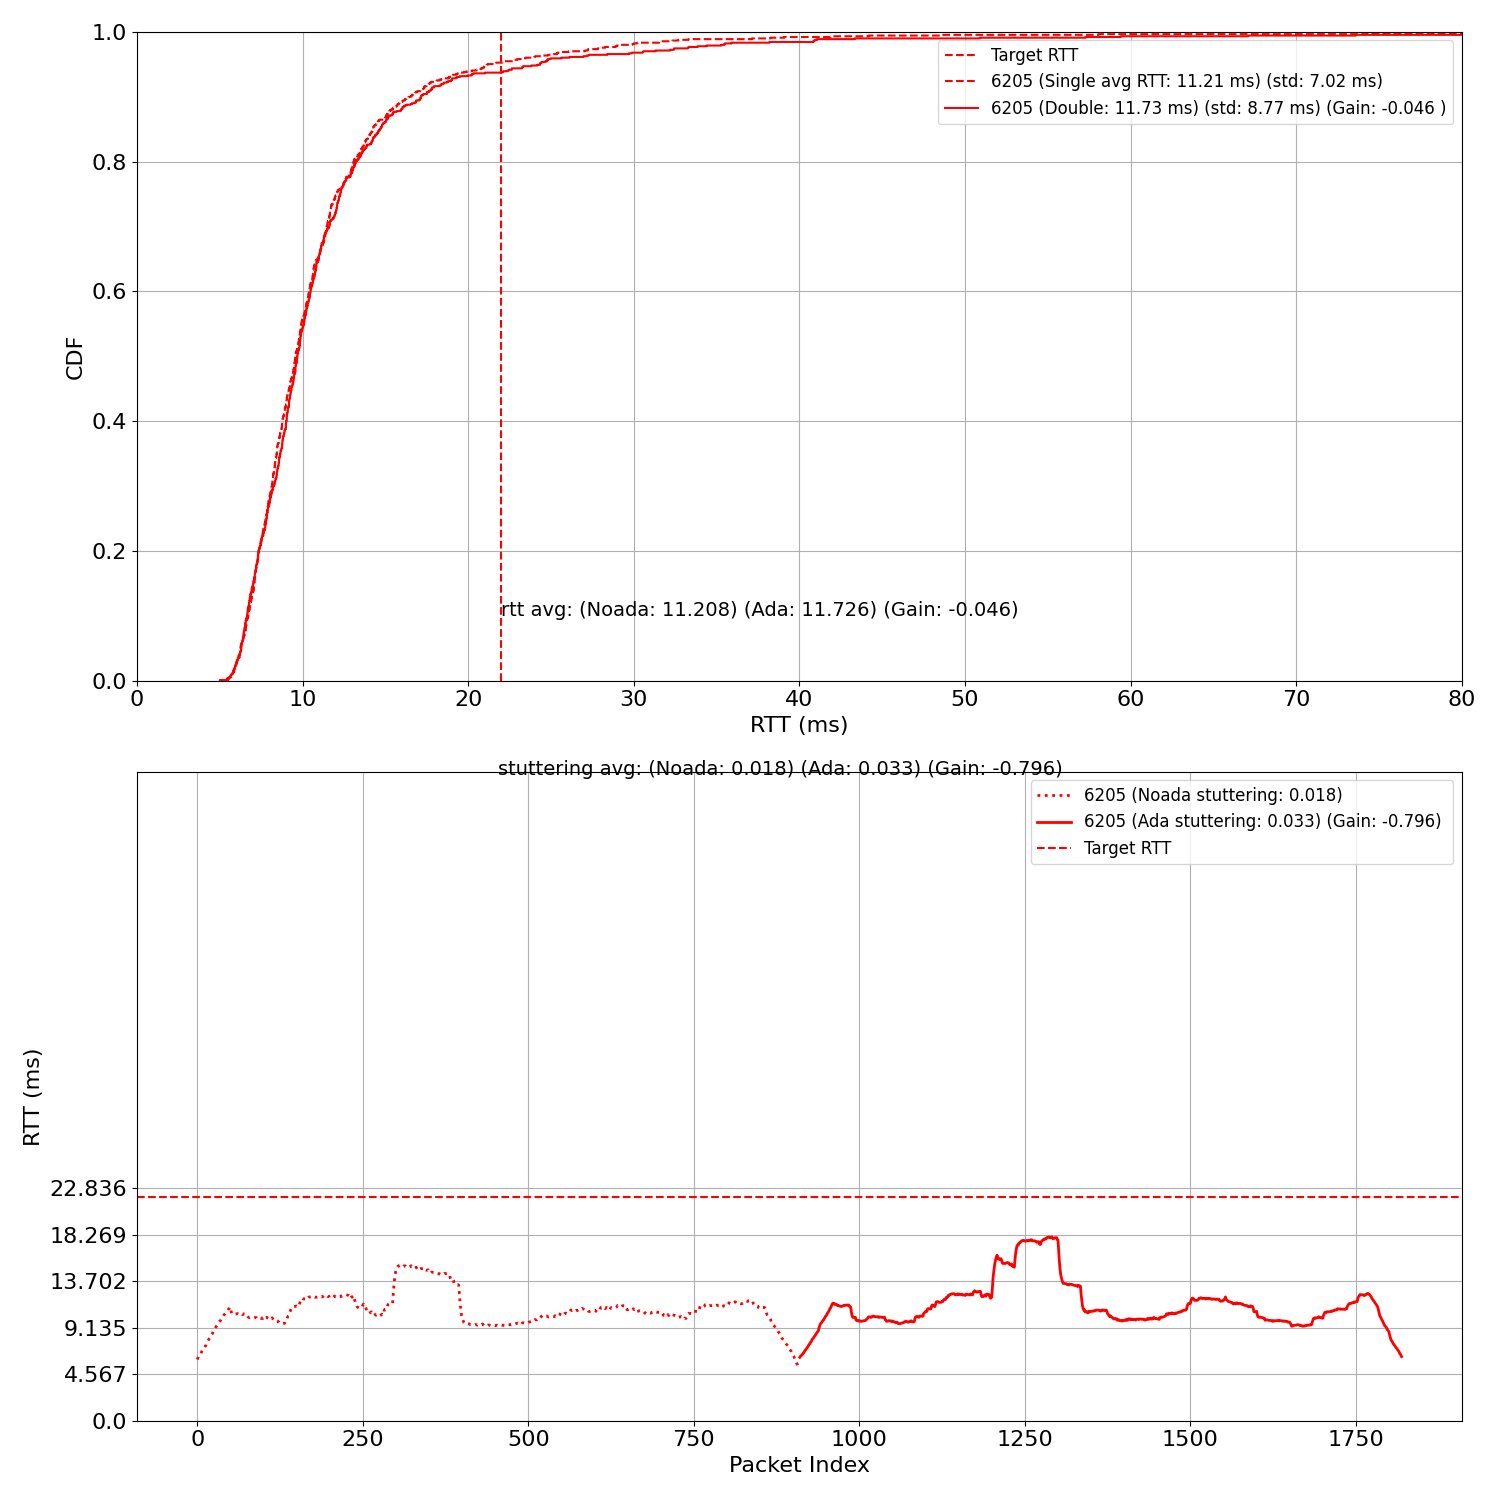 1.0
0.8
0.6
0.4
0.2
0.0
CDF
Target RTT
6205 (Single avg RTT: 11.21 ms) (std: 7.02 ms)
6205 (Double: 11.73 ms) (std: 8.77 ms) (Gain: -0.046 )
rtt avg: (Noada: 11.208) (Ada: 11.726) (Gain: -0.046)
0 10 20 30 40 50 60 70 80
RTT (ms)
stuttering avg: (Noada: 0.018) (Ada: 0.033) (Gain: -0.796)
6205 (Noada stuttering: 0.018)
6205 (Ada stuttering: 0.033) (Gain: -0.796)
Target RTT
RTT (ms)
22.836
18.269
13.702
9.135
4.567
0.0
0 250 500 750 1000 1250 1500 1750
Packet Index